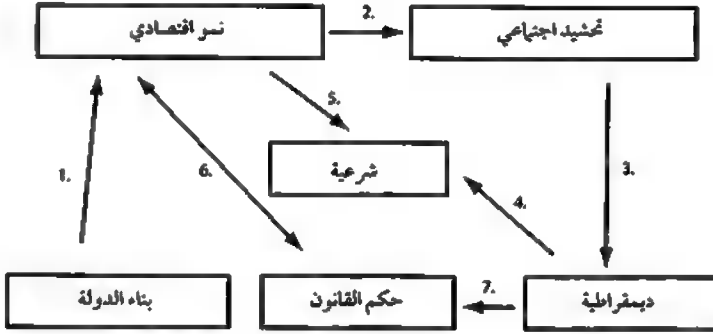 نمو اقتصادي
2.
تحشيد اجتماعي
5.
1.
6.
شرعية
3.
4.
بناء الدولة
حكم القانون
7.
ديمقراطية